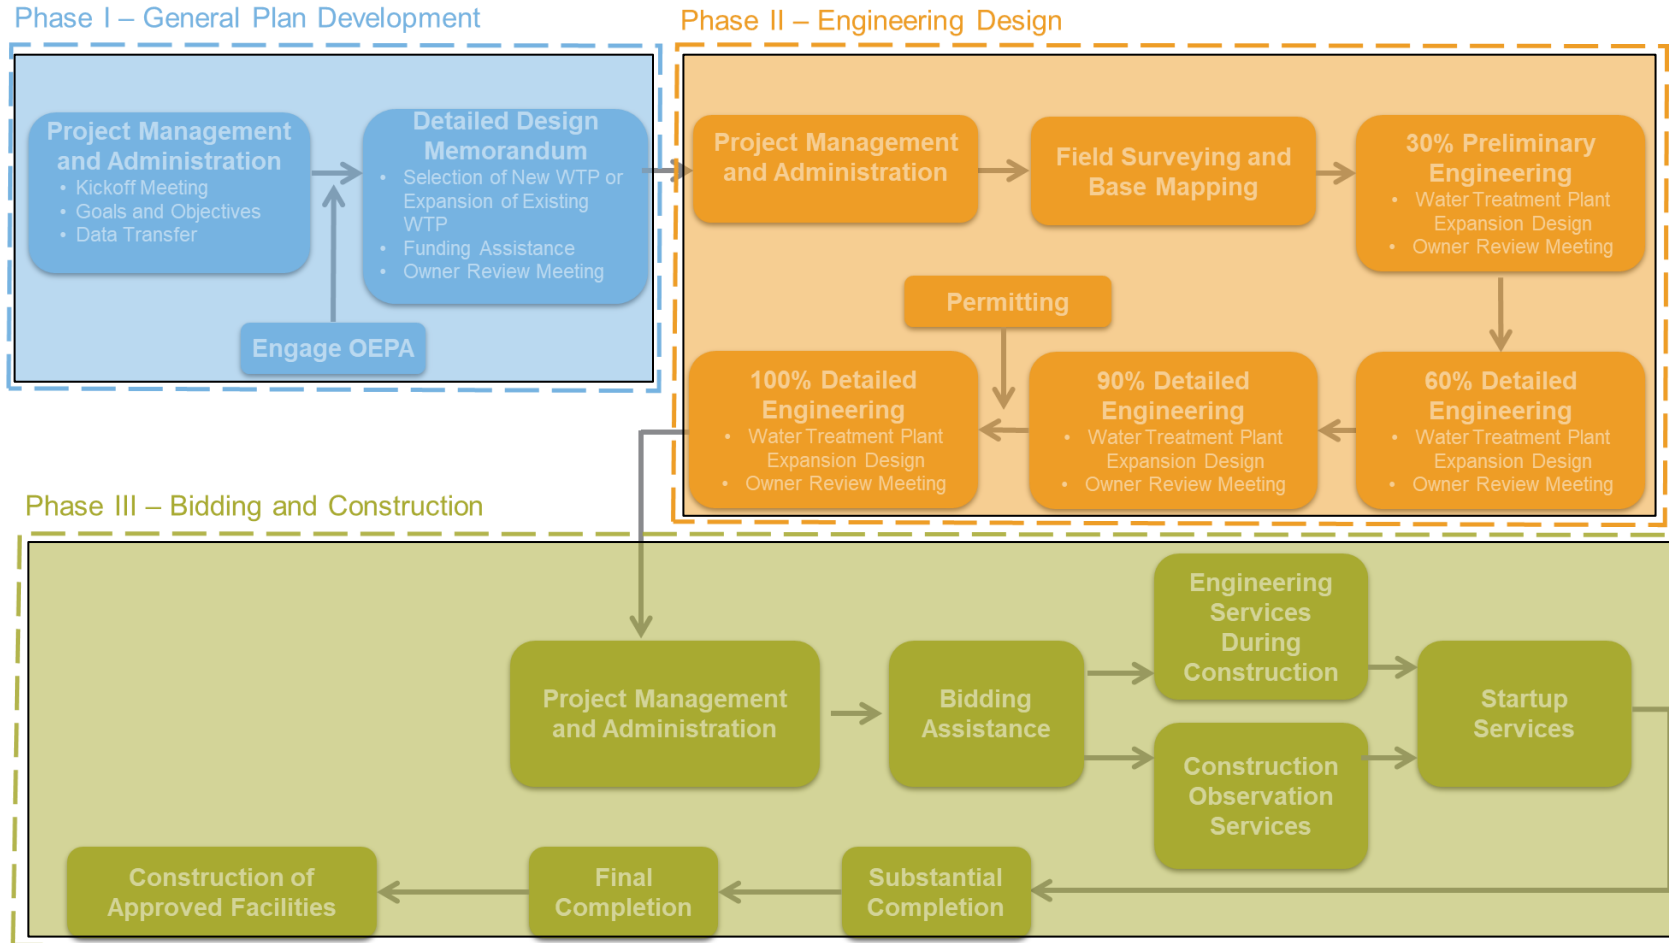 Phase I – General Plan Development
Project Management
and Administration
• Kickoff Meeting
• Goals and Objectives
• Data Transfer
Detailed Design
Memorandum
• Selection of New WTP or
Expansion of Existing
WTP
• Funding Assistance
• Owner Review Meeting
Engage OEPA
Phase II – Engineering Design
Project Management
and Administration
Field Surveying and
Base Mapping
30% Preliminary
Engineering
• Water Treatment Plant
Expansion Design
• Owner Review Meeting
Permitting
100% Detailed
Engineering
• Water Treatment Plant
Expansion Design
• Owner Review Meeting
90% Detailed
Engineering
• Water Treatment Plant
Expansion Design
• Owner Review Meeting
60% Detailed
Engineering
• Water Treatment Plant
Expansion Design
• Owner Review Meeting
Phase III – Bidding and Construction
Project Management
and Administration
Bidding
Assistance
Engineering
Services
During
Construction
Construction
Observation
Services
Startup
Services
Construction of
Approved Facilities
Final
Completion
Substantial
Completion